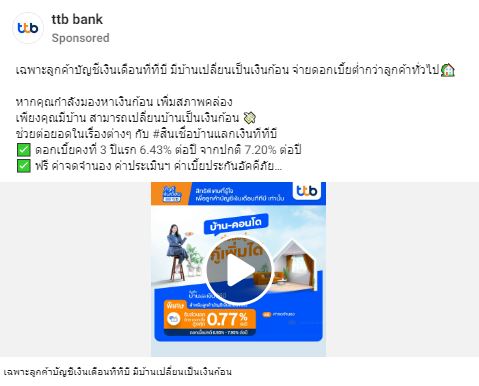 ttb bank
ttb
Sponsored
เฉพาะลูกค้าบัญชีเงินเดือนทีทีบี มีบ้านเปลี่ยนเป็นเงินก้อน จ่ายดอกเบี้ยต่ำกว่าลูกค้าทั่วไป
หากคุณกำลังมองหาเงินก้อน เพิ่มสภาพคล่อง
เพียงคุณมีบ้าน สามารถเปลี่ยนบ้านเป็นเงินก้อน
ช่วยต่อยอดในเรื่องต่างๆ กับ #สินเชื่อบ้านแลกเงินทีทีบี
✅ ดอกเบี้ยคงที่ 3 ปีแรก 6.43% ต่อปี จากปกติ 7.20% ต่อปี
✅ ฟรี ค่าจดจำนอง ค่าประเมินฯ ค่าเบี้ยประกันอัคคีภัย...
สิทธิพิเศษที่รู้ใจ
เพื่อลูกค้าบัญชีเงินเดือนทีทีบี เท่านั้น
ttb
บ้าน-คอนโด
กู้เพิ่มได้
พิเศษ
0.77%
ต่อปี
เฉพาะลูกค้าบัญชีเงินเดือนทีทีบี มีบ้านเปลี่ยนเป็นเงินก้อน